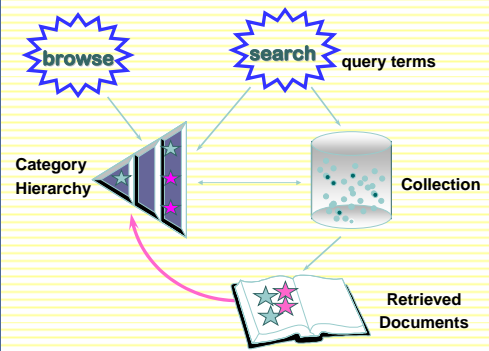 browse
search
query terms
Category
Hierarchy
Collection
Retrieved
Documents